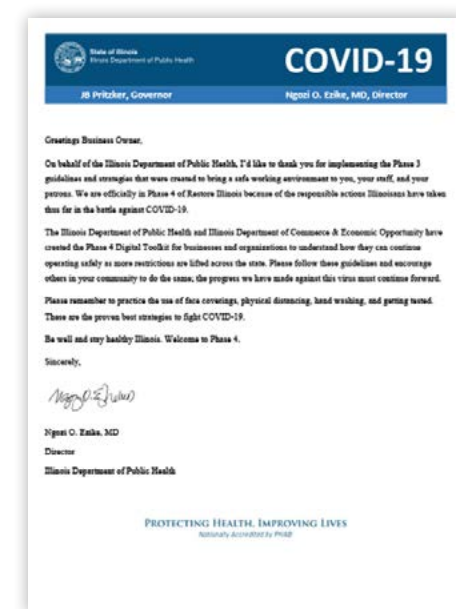 State of Illinois
Illinois Department of Public Health
COVID-19
JB Pritzker, Governor
Ngozi O. Ezike, MD, Director
Greetings Business Owner,
On behalf of the Illinois Department of Public Health, I'd like to thank you for implementing the Phase 3
guidelines and strategies that were created to bring a safe working environment to you, your staff, and your
patrons. We are officially in Phase 4 of Restore Illinois because of the responsible actions Illinoisans have taken
thus far in the battle against COVID-19.
The Illinois Department of Public Health and Illinois Department of Commerce & Economic Opportunity have
created the Phase 4 Digital Toolkit for businesses and organizations to understand how they can continue
operating safely as more restrictions are lifted across the state. Please follow these guidelines and encourage
others in your community to do the same; the progress we have made against this virus must continue forward.
Please remember to practice the use of face coverings, physical distancing, hand washing, and getting tested.
These are the proven best strategies to fight COVID-19.
Be well and stay healthy Illinois. Welcome to Phase 4.
Sincerely,
Ngozi O. Ezike, MD
Director
Illinois Department of Public Health
PROTECTING HEALTH, IMPROVING LIVES
Nationally Accredited by PHAB